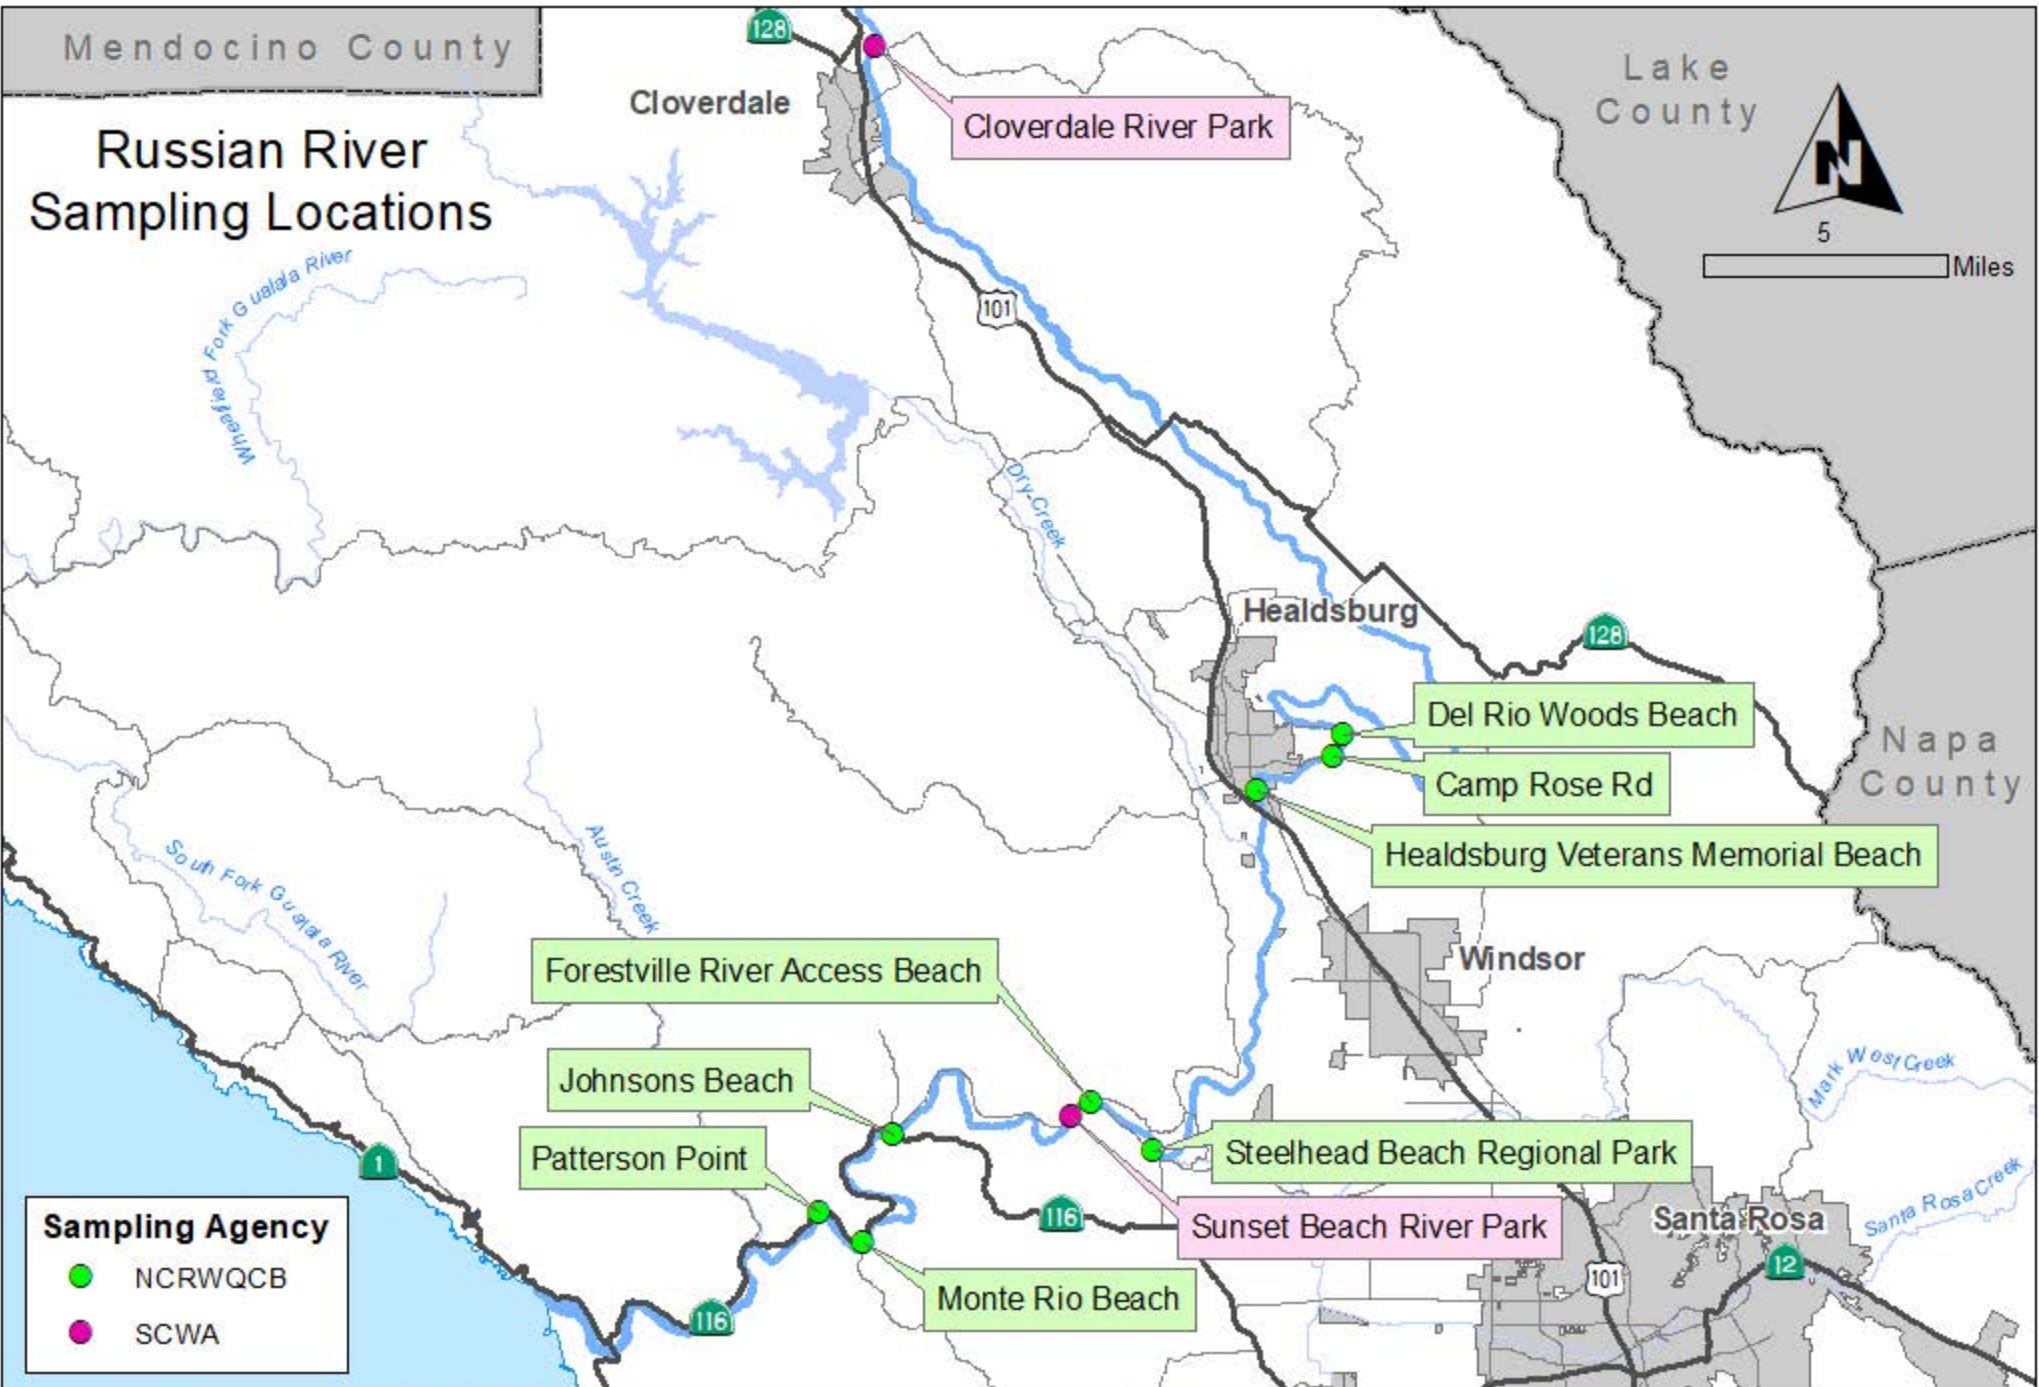 Mendocino County
128
Cloverdale
Lake
County
Cloverdale River Park
Russian River
Sampling Locations
N
5
Miles
Wheatfield Fork Gualala River
101
Dry Creek
Healdsburg
128
Del Rio Woods Beach
Napa
County
Camp Rose Rd
Healdsburg Veterans Memorial Beach
South Fork Gualala River
Austin Creek
Forestville River Access Beach
Windsor
Johnsons Beach
Mark West Creek
Patterson Point
1
Steelhead Beach Regional Park
116
Sunset Beach River Park
Santa Rosa
Santa Rosa Creek
12
101
Monte Rio Beach
116
Sampling Agency
NCRWQCB
SCWA